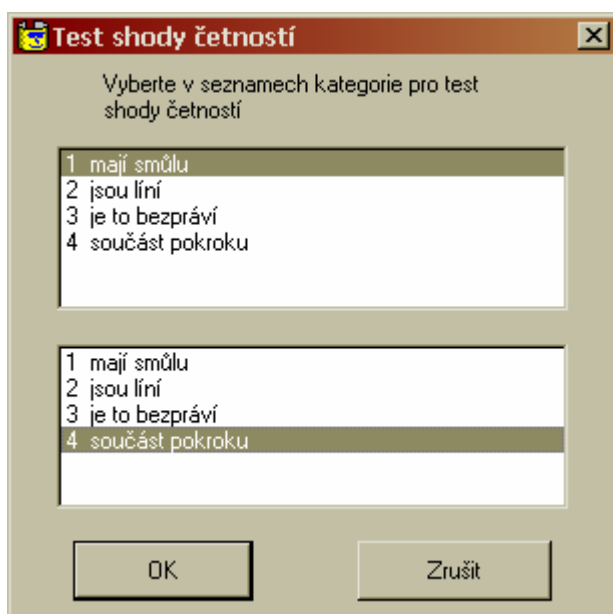 Test shody četností
Vyberte v seznamech kategorie pro test
shody četností
1 mají smůlu
2 jsou líní
3 je to bezpráví
4 součást pokroku
1 mají smůlu
2 jsou líní
3 je to bezpráví
4 součást pokroku
OK
Zrušit